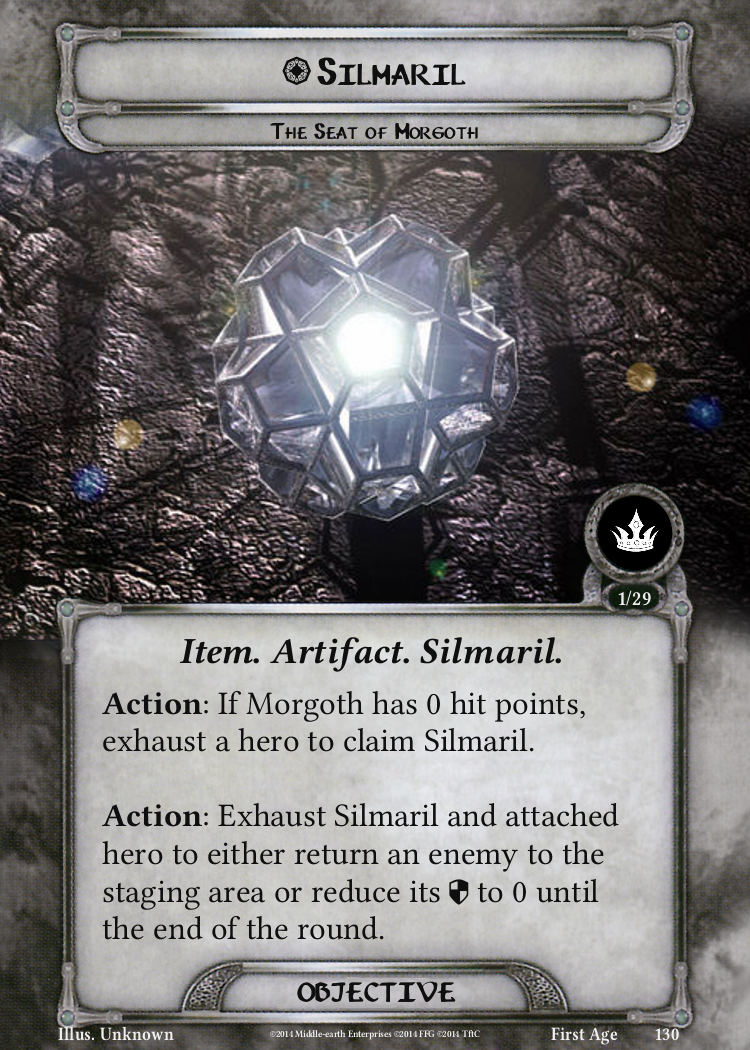 Silmaril
The Seat of Morgoth
1/29
Item. Artifact. Silmaril.
Action: If Morgoth has 0 hit points,
exhaust a hero to claim Silmaril.
Action: Exhaust Silmaril and attached
hero to either return an enemy to the
staging area or reduce its to 0 until
the end of the round.
OBJECTIVE
Illus. Unknown ©2014 Middle-earth Enterprises ©2014 FFG ©2014 TftC First Age 130